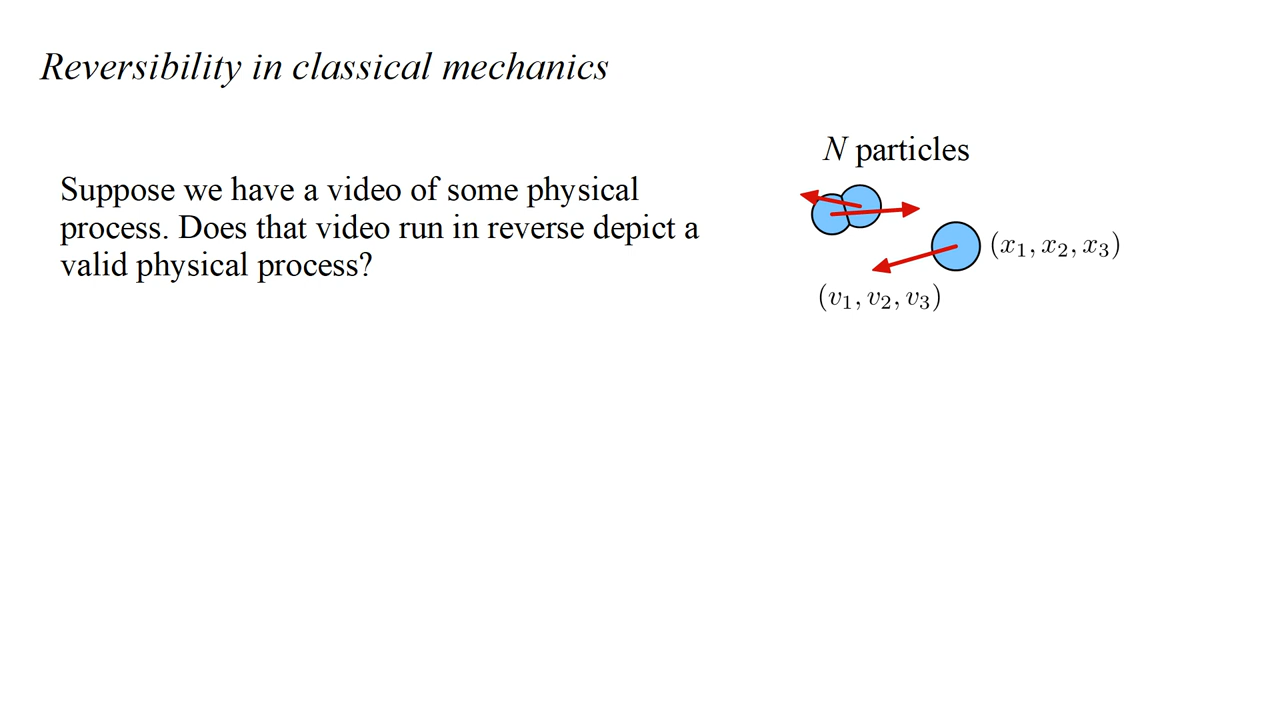 Reversibility in classical mechanics
N particles
Suppose we have a video of some physical
process. Does that video run in reverse depict a
valid physical process?
(x₁, x₂, x₃)
(v₁, v₂, v₃)